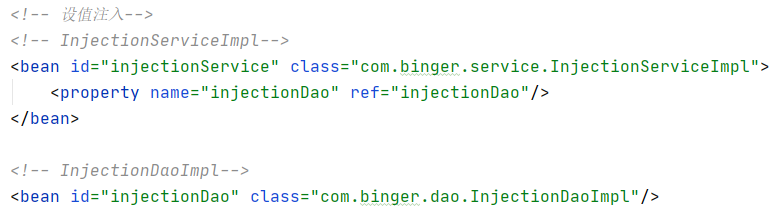 <!-- 设值注入-->
<!-- InjectionServiceImpl-->
<bean id="injectionService" class="com.binger.service.InjectionServiceImpl">
    <property name="injectionDao" ref="injectionDao"/>
</bean>

<!-- InjectionDaoImpl-->
<bean id="injectionDao" class="com.binger.dao.InjectionDaoImpl"/>